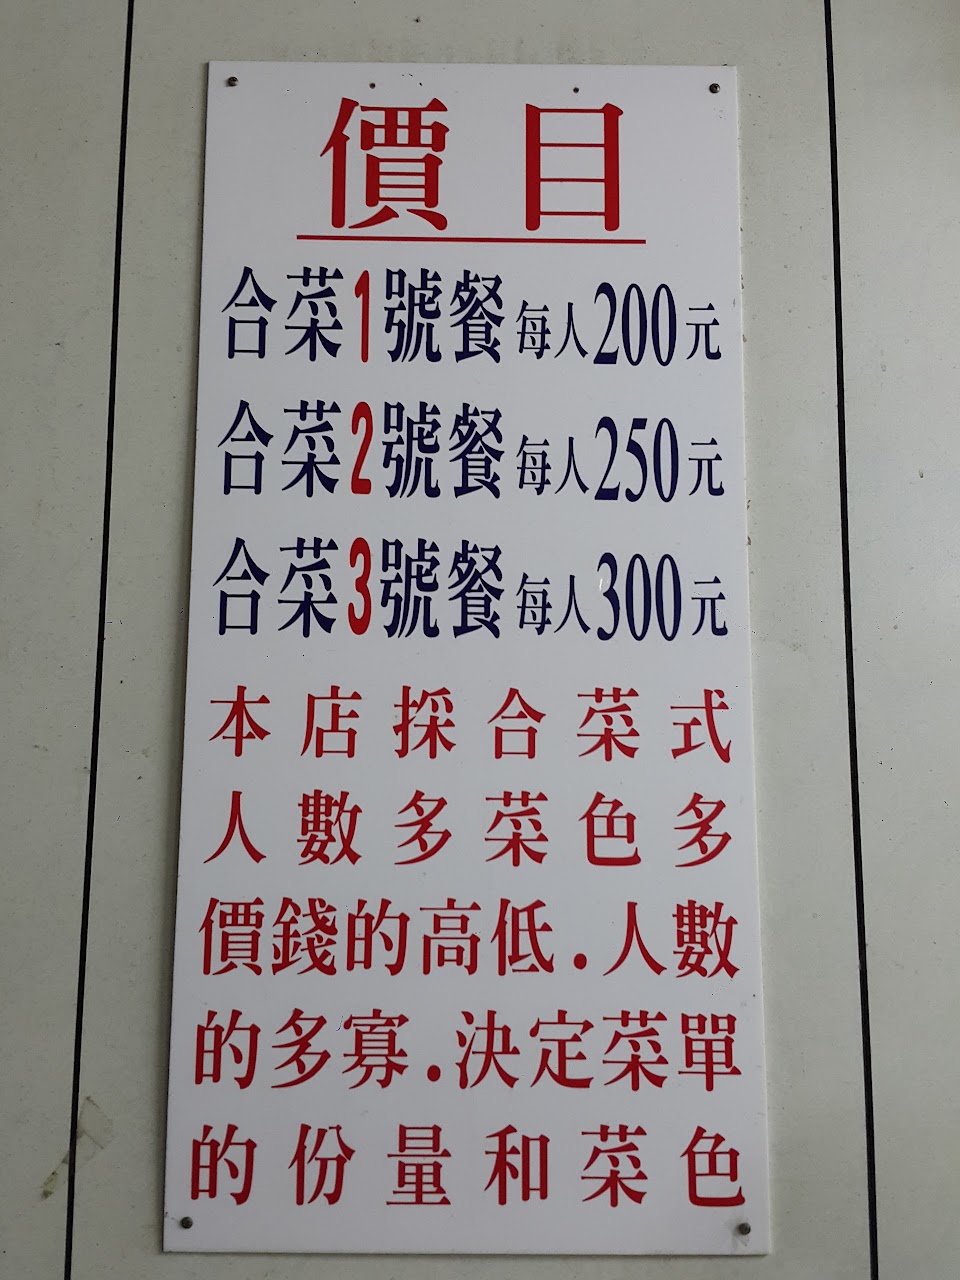 價目
合菜1號餐每人200元
合菜2號餐每人250元
合菜3號餐每人300元
本店採合菜式
人數多菜色多
價錢的高低.人數
的多寡.決定菜單
的份量和菜色